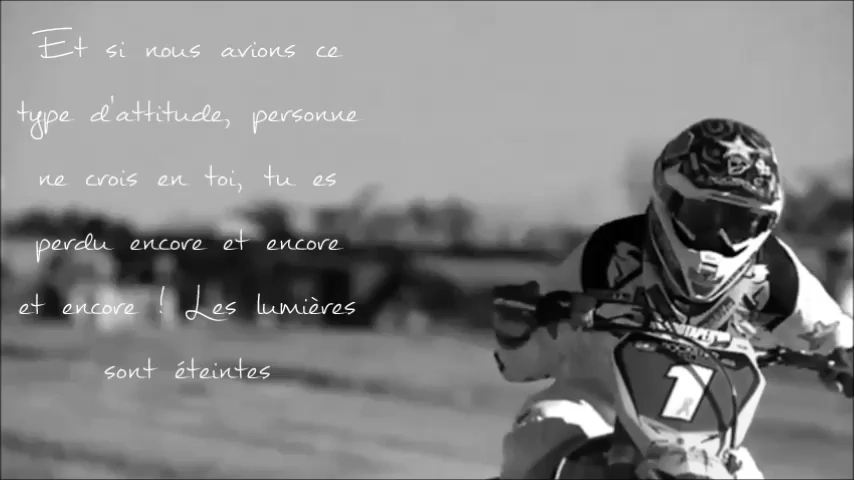 Et si nous avions ce
type d'attitude, personne
ne crois en toi, tu es
perdu encore et encore
et encore ! Les lumières
sont éteintes
1